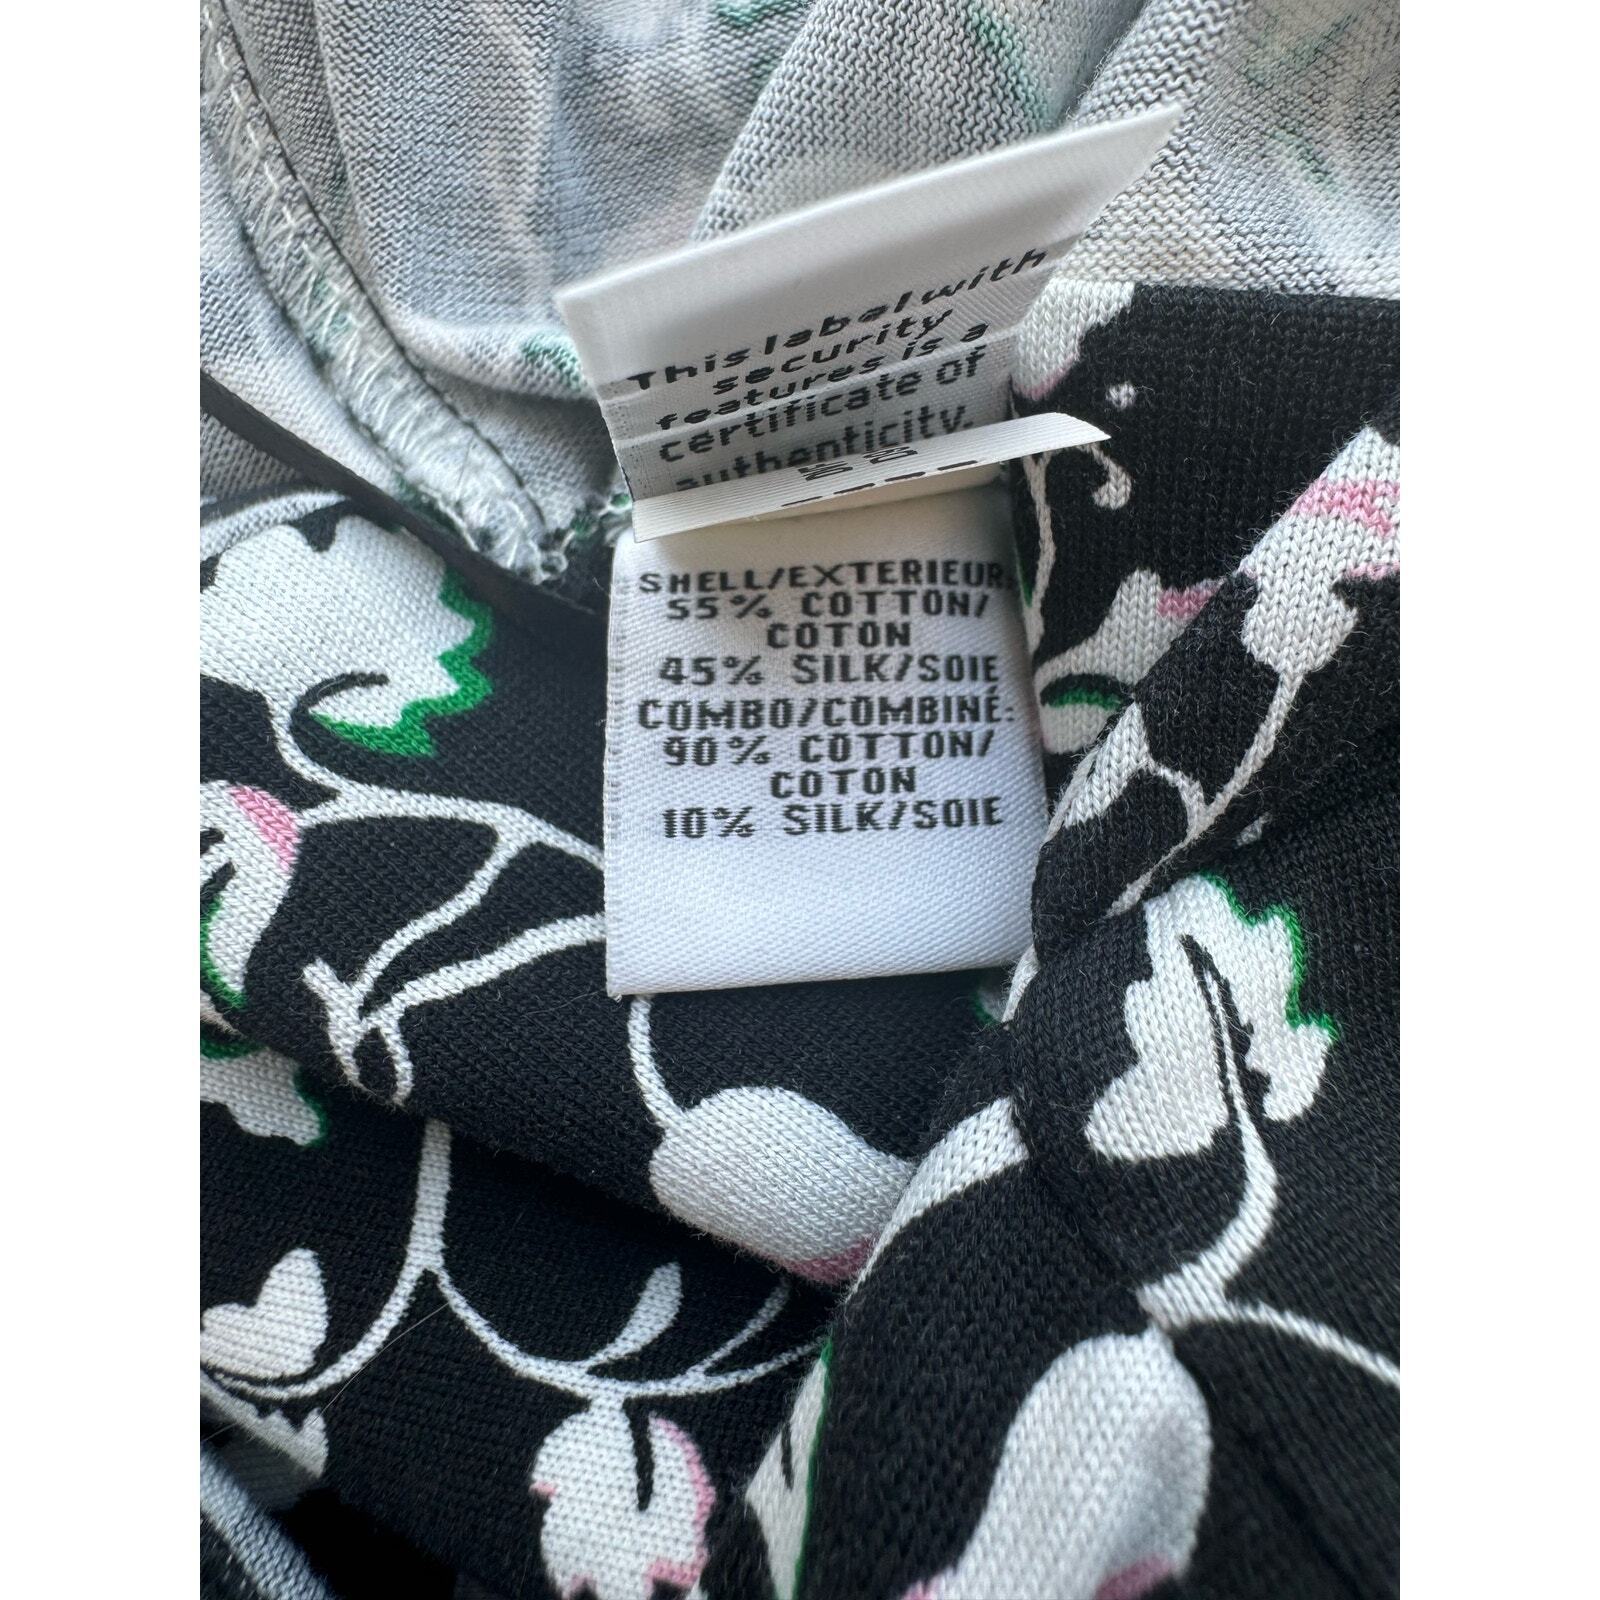 This label with
security
features is a
certificate of
authenticity.
SHELL/EXTERIEUR:
55% COTTON/
COTON
45% SILK/SOIE
COMBO/COMBINÉ:
90% COTTON/
COTON
10% SILK/SOIE